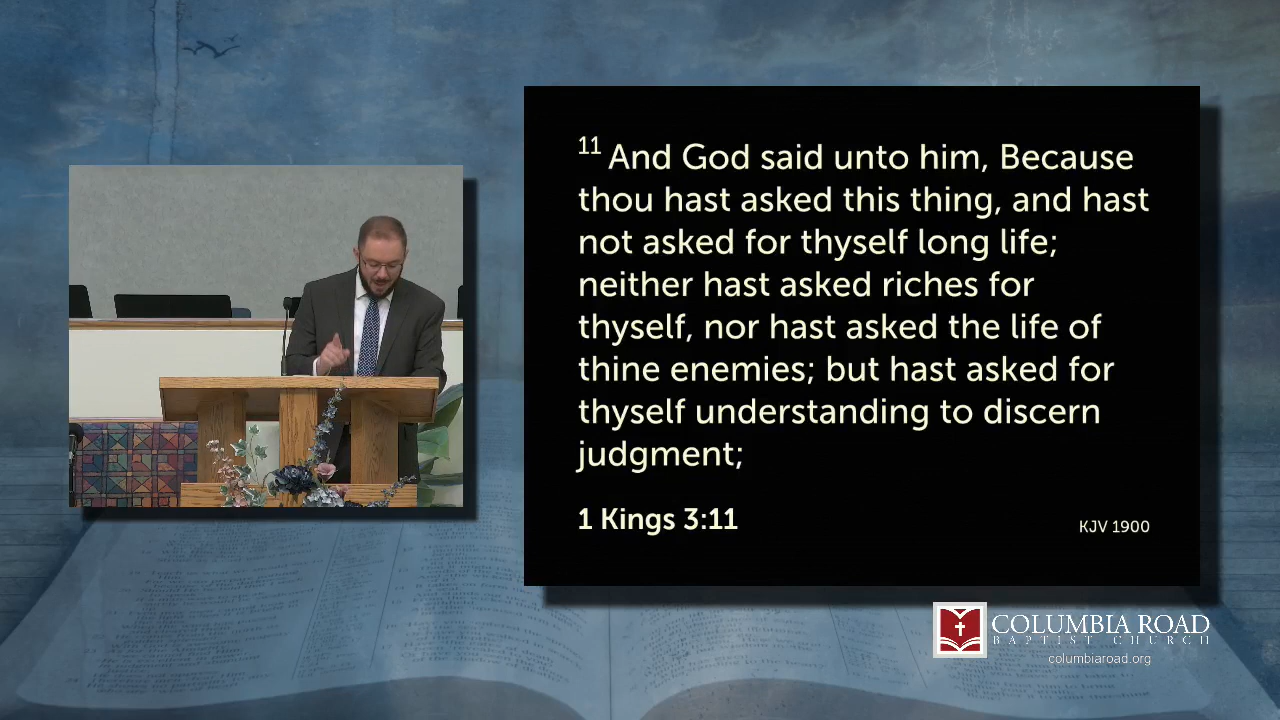 11 And God said unto him, Because
thou hast asked this thing, and hast
not asked for thyself long life;
neither hast asked riches for
thyself, nor hast asked the life of
thine enemies; but hast asked for
thyself understanding to discern
judgment;
1 Kings 3:11
KJV 1900
COLUMBIA ROAD
BAPTIST CHURCH
columbiaroad.org